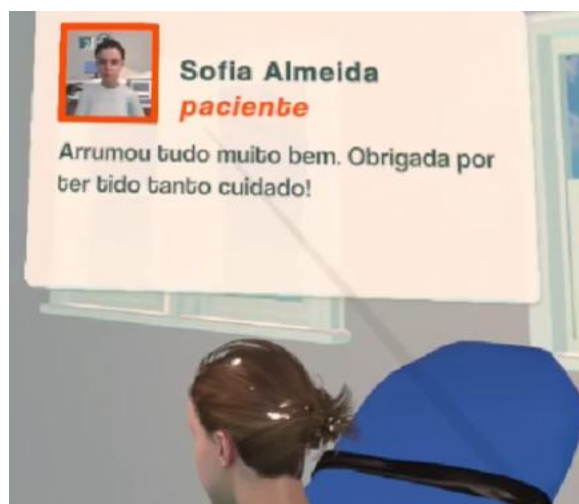 Sofia Almeida
paciente
Arrumou tudo muito bem. Obrigada por
ter tido tanto cuidado!